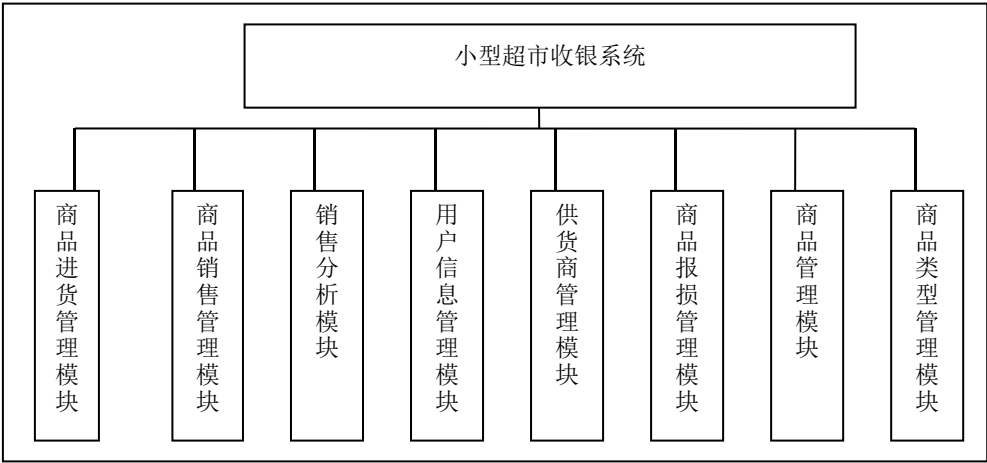 小型超市收银系统
商品进货管理模块
商品销售管理模块
销售分析模块
用户信息管理模块
供货商管理模块
商品报损管理模块
商品管理模块
商品类型管理模块